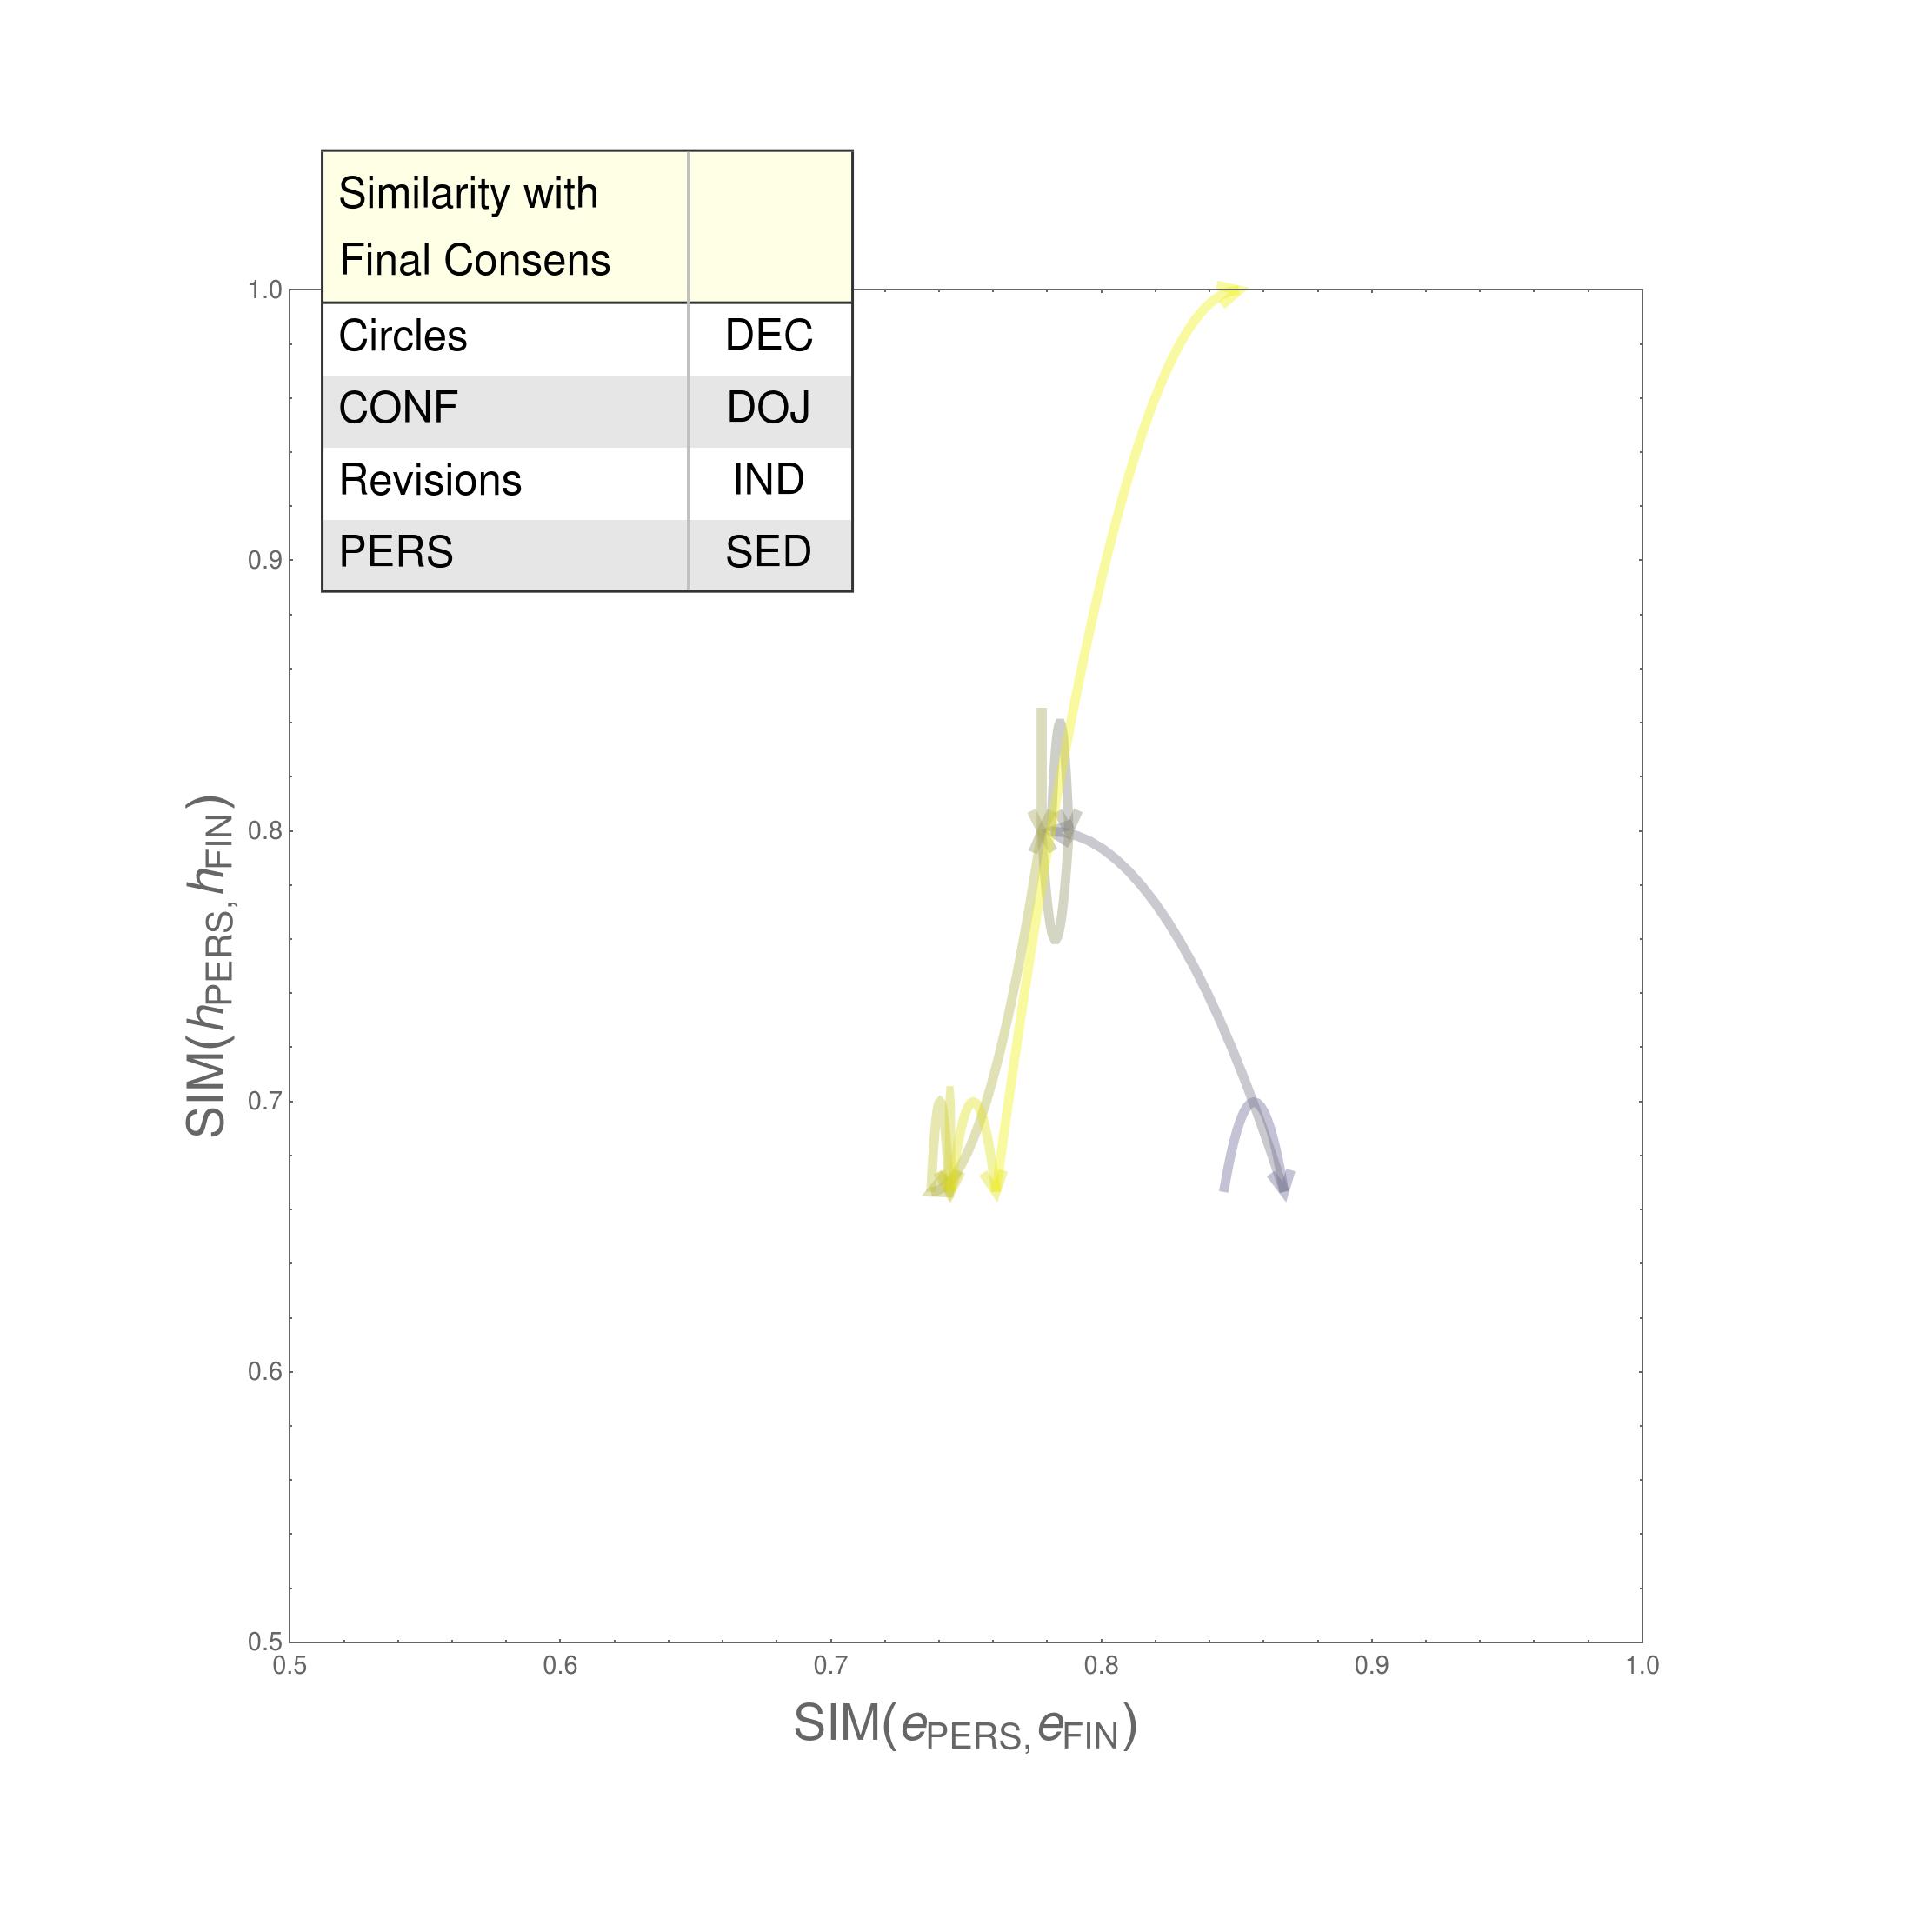 Similarity with
Final Consens
Circles DEC
CONF DOJ
Revisions IND
PERS SED
1.0
0.9
0.8
0.7
0.6
0.5
SIM(hPERS, hFIN)
0.5 0.6 0.7 0.8 0.9 1.0
SIM(ePERS, eFIN)